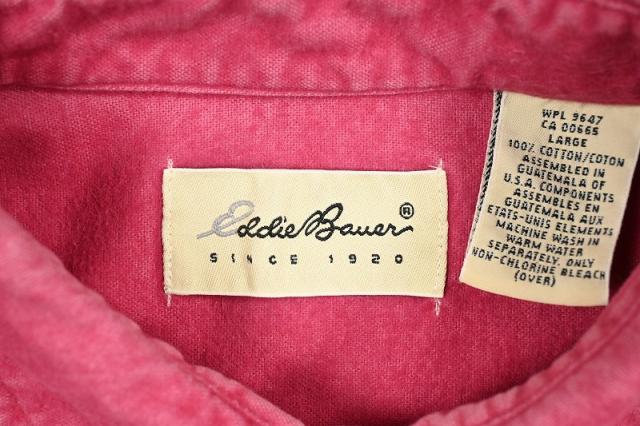 Eddie Bauer®
SINCE 1920
WPL 9647
CA 00665
LARGE
100% COTTON/COTON
ASSEMBLED IN
GUATEMALA OF
U.S.A. COMPONENTS
ASSEMBLES EN
GUATEMALA AUX
ETATS-UNIS ELEMENTS
MACHINE WASH IN
WARM WATER
SEPARATELY. ONLY
NON-CHLORINE BLEACH
(OVER)